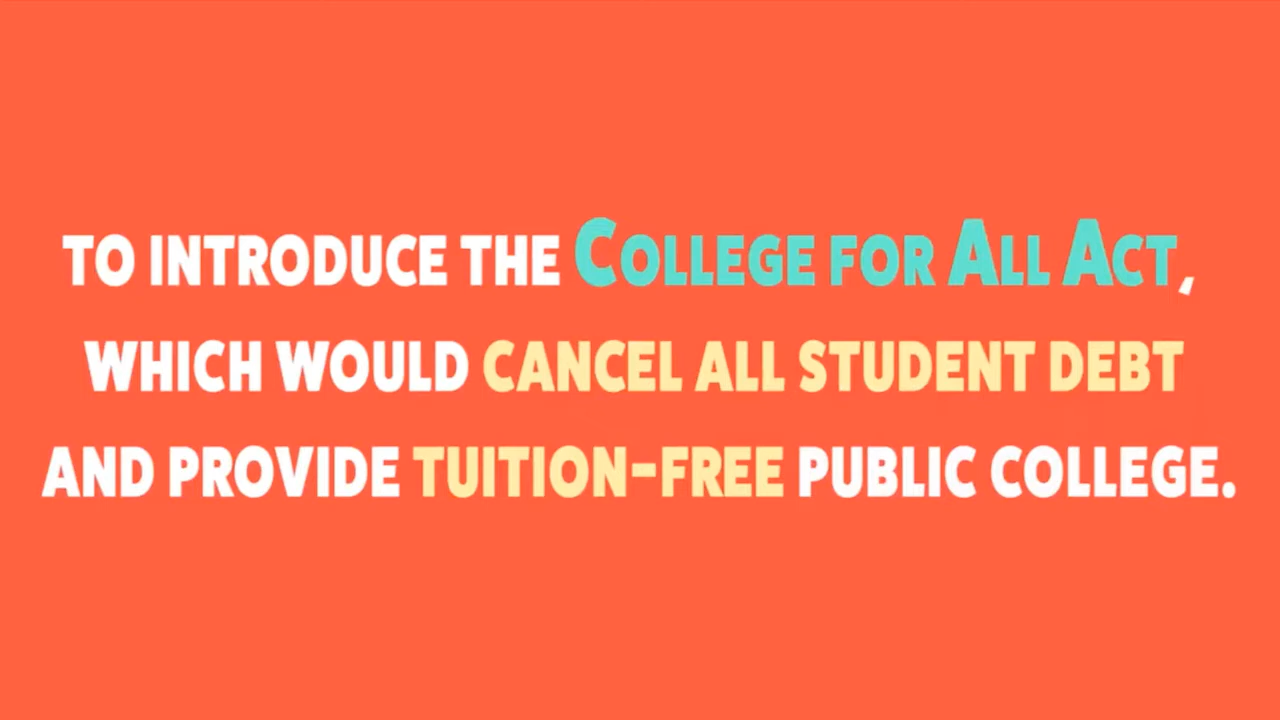 TO INTRODUCE THE COLLEGE FOR ALL ACT,
WHICH WOULD CANCEL ALL STUDENT DEBT
AND PROVIDE TUITION-FREE PUBLIC COLLEGE.